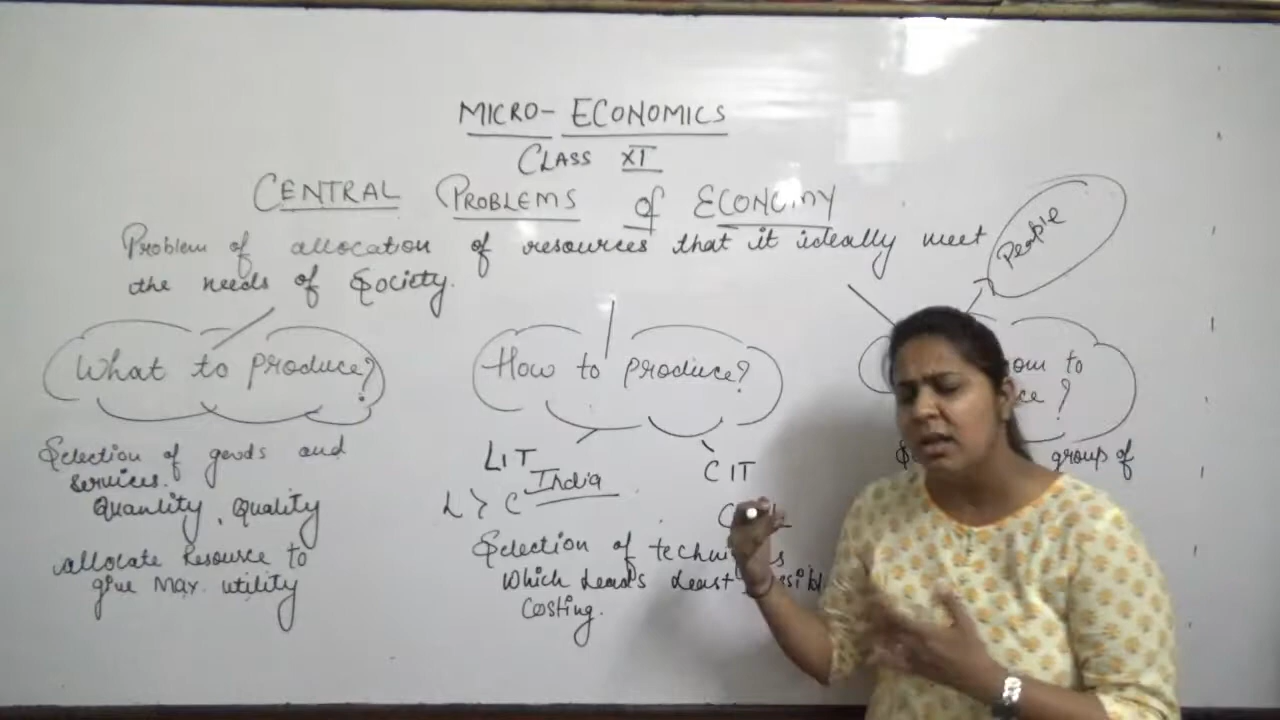 MICRO-ECONOMICS
CLASS XI
CENTRAL PROBLEMS of ECONOMY
Problem of allocation of resources that it ideally meet
the needs of Society.
People
What to produce?
How to produce?
to
?
Selection of goods and
services.
Quantity, Quality
allocate Resource to
give Max. utility
LIT
India
L > C
CIT
Selection of
which Leads Least
Costing.
group of